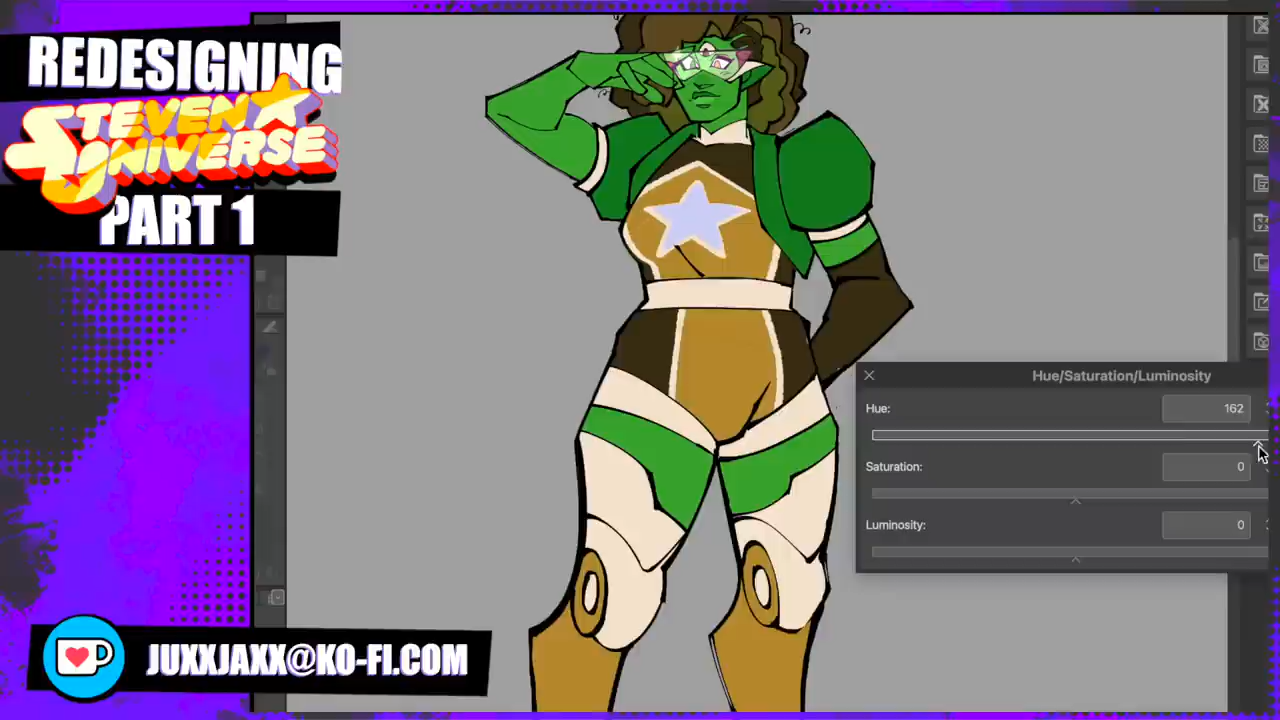 REDESIGNING
STEVEN
UNIVERSE
PART 1
Hue/Saturation/Luminosity
Hue:
162
Saturation:
0
Luminosity:
0
JUXXJAXX@KO-FI.COM